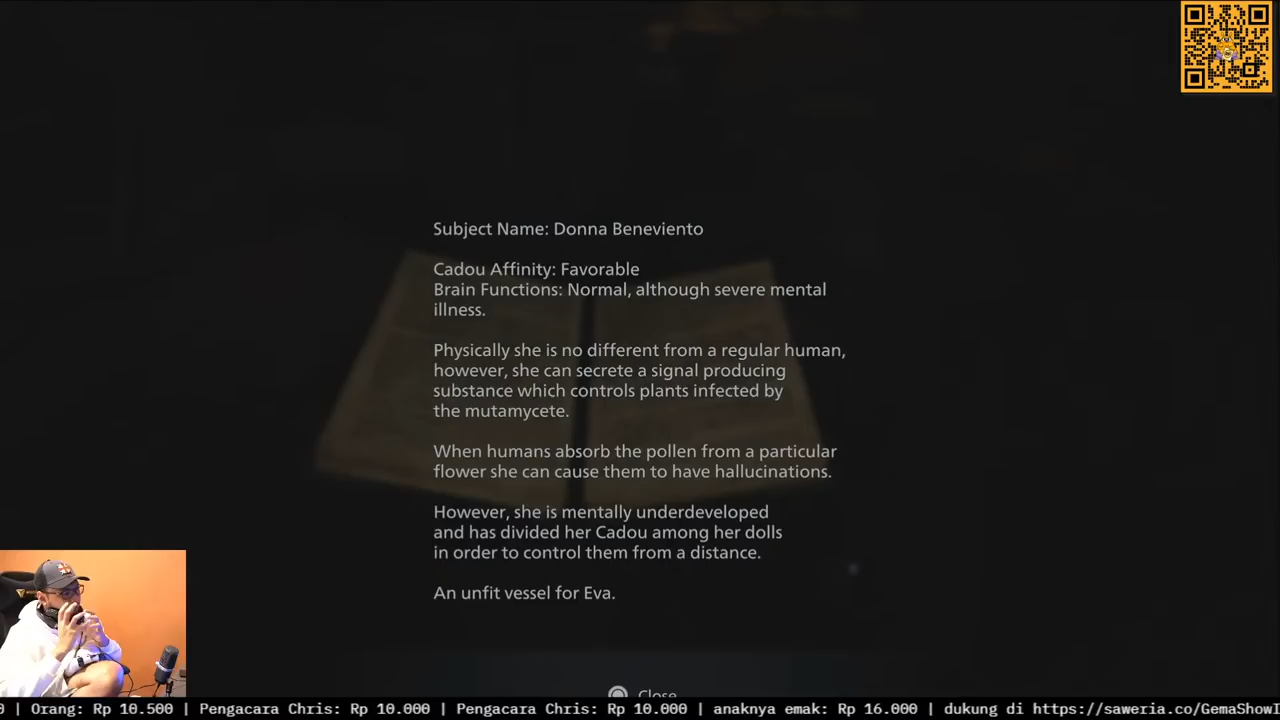 Subject Name: Donna Beneviento
Cadou Affinity: Favorable
Brain Functions: Normal, although severe mental
illness.
Physically she is no different from a regular human,
however, she can secrete a signal producing
substance which controls plants infected by
the mutamycete.
When humans absorb the pollen from a particular
flower she can cause them to have hallucinations.
However, she is mentally underdeveloped
and has divided her Cadou among her dolls
in order to control them from a distance.
An unfit vessel for Eva.
Close
0 | Orang: Rp 10.500 | Pengacara Chris: Rp 10.000 | Pengacara Chris: Rp 10.000 | anaknya emak: Rp 16.000 | dukung di https://saweria.co/GemaShow